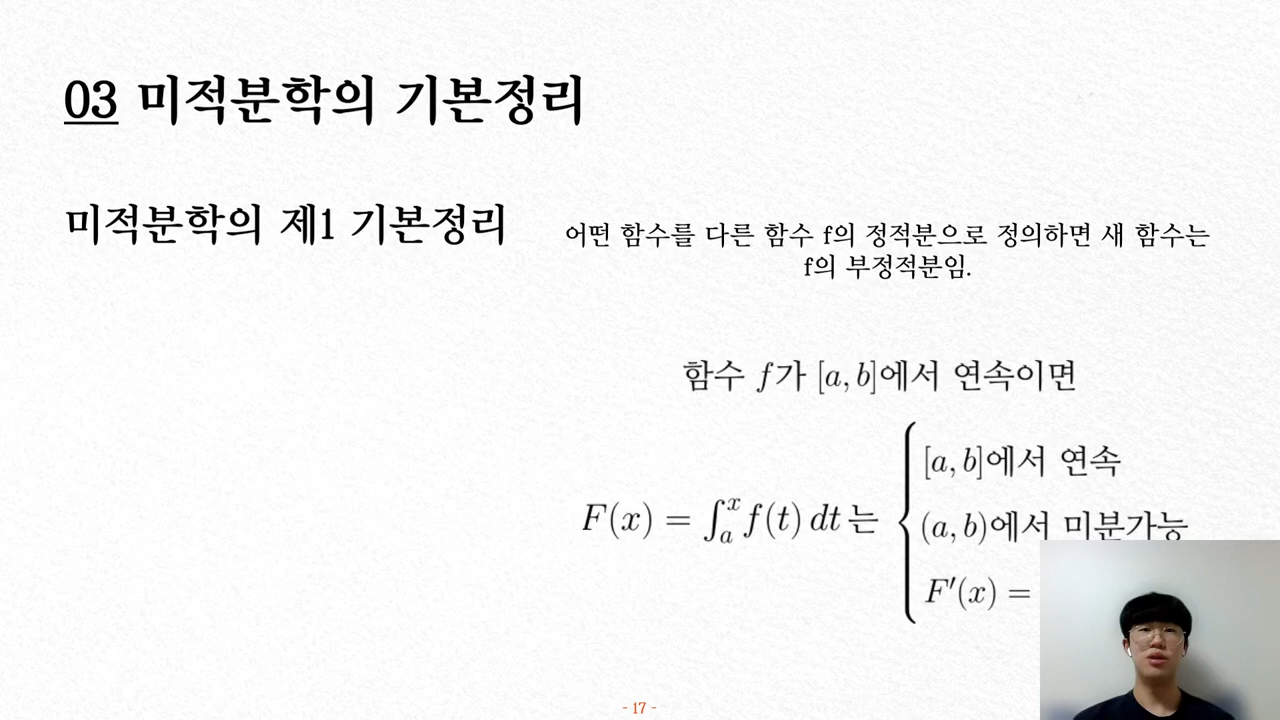 03 미적분학의 기본정리
미적분학의 제1 기본정리
어떤 함수를 다른 함수 f의 정적분으로 정의하면 새 함수는
f의 부정적분임.
함수 f가 [a, b]에서 연속이면
F(x) = ∫ₐˣ f(t) dt 는
[a, b]에서 연속
(a, b)에서 미분가능
F′(x) =
- 17 -